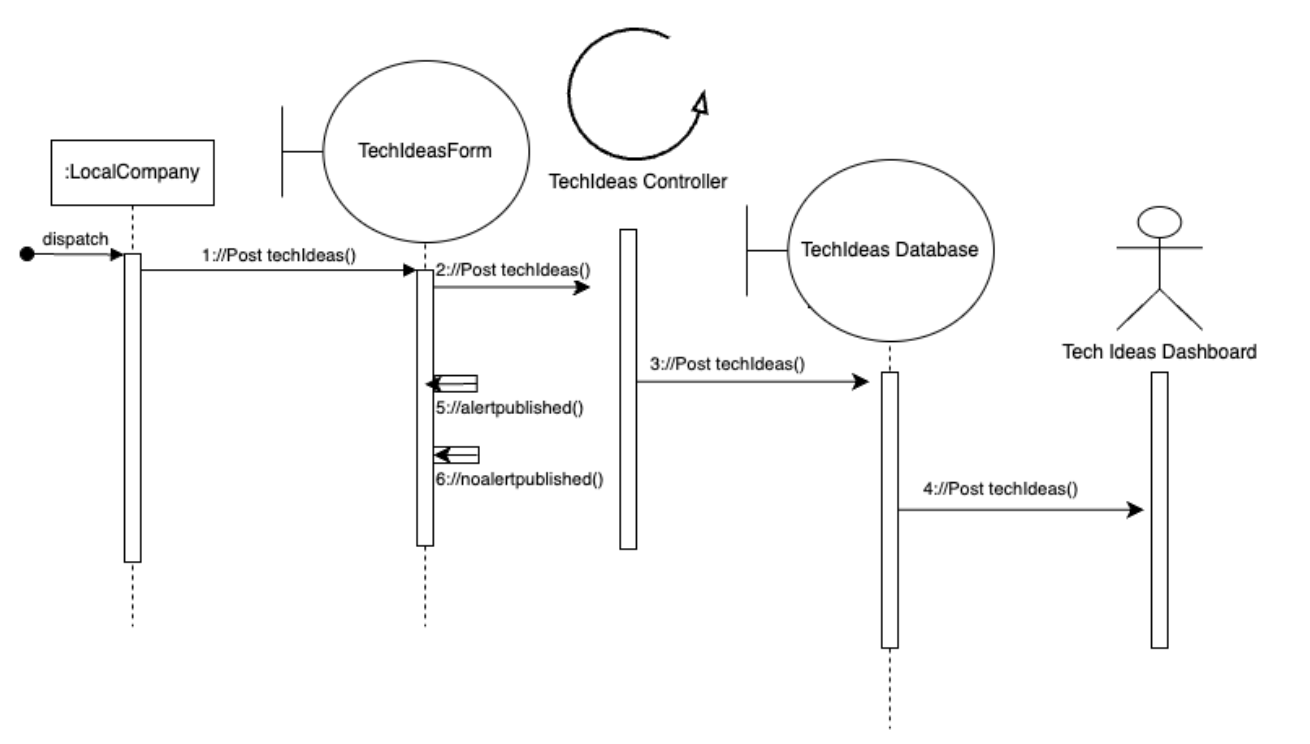 TechIdeasForm
:LocalCompany
TechIdeas Controller
dispatch
1://Post techIdeas()
2://Post techIdeas()
TechIdeas Database
Tech Ideas Dashboard
3://Post techIdeas()
5://alertpublished()
6://noalertpublished()
4://Post techIdeas()